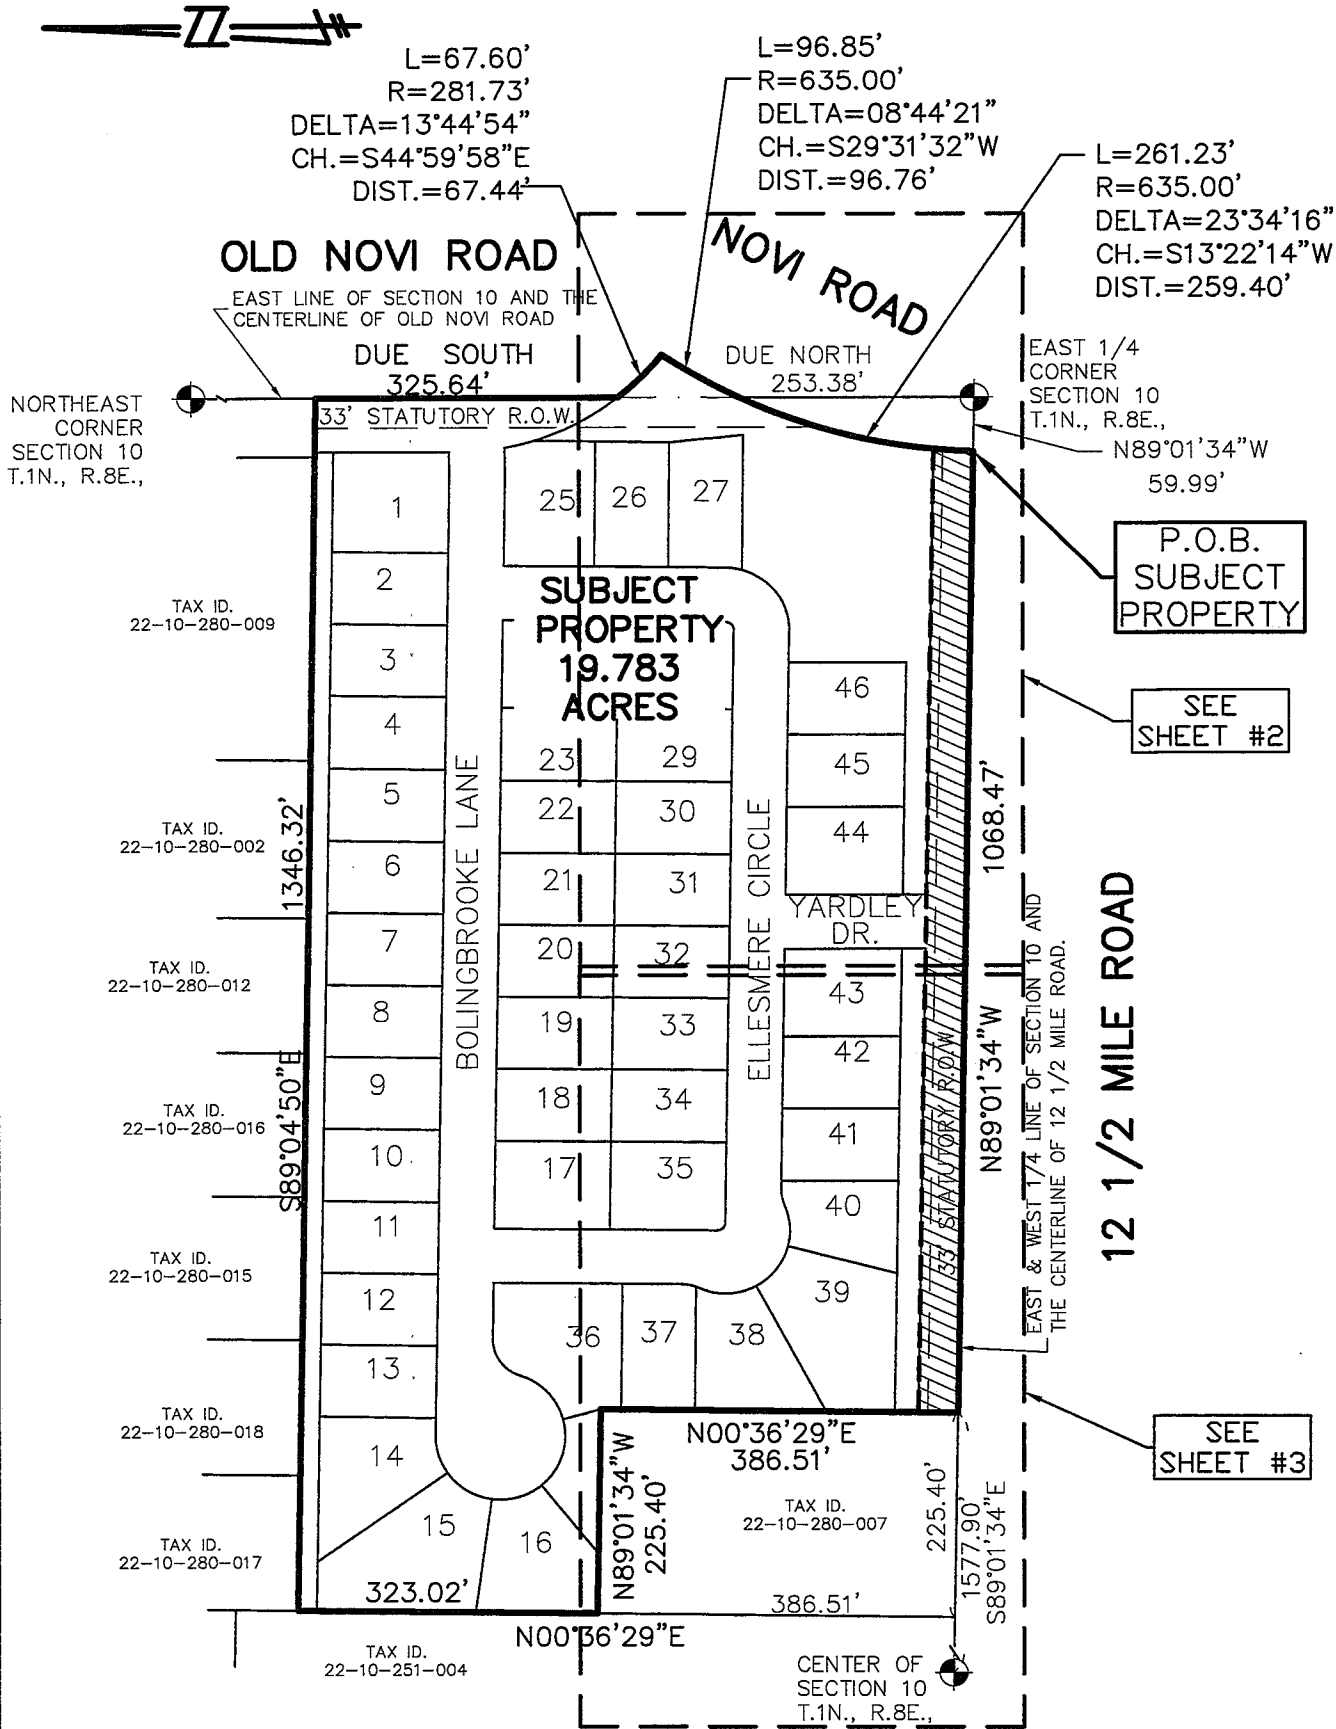 L=67.60'
R=281.73'
DELTA=13°44'54"
CH.=S44°59'58"E
DIST.=67.44'
L=96.85'
R=635.00'
DELTA=08°44'21"
CH.=S29°31'32"W
DIST.=96.76'
L=261.23'
R=635.00'
DELTA=23°34'16"
CH.=S13°22'14"W
DIST.=259.40'
OLD NOVI ROAD
NOVI ROAD
EAST LINE OF SECTION 10 AND THE
CENTERLINE OF OLD NOVI ROAD
DUE SOUTH
325.64'
DUE NORTH
253.38'
EAST 1/4
CORNER
SECTION 10
T.1N., R.8E.,
NORTHEAST
CORNER
SECTION 10
T.1N., R.8E.,
33' STATUTORY R.O.W.
N89°01'34"W
59.99'
P.O.B.
SUBJECT
PROPERTY
SEE
SHEET #2
SUBJECT
PROPERTY
19.783
ACRES
1
2
3
4
5
6
7
8
9
10
11
12
13
14
15
16
25
26
27
23
22
21
20
19
18
17
29
30
31
32
33
34
35
46
45
44
43
42
41
40
39
36
37
38
BOLINGBROOKE LANE
ELLESMERE CIRCLE
YARDLEY
DR.
TAX ID.
22-10-280-009
TAX ID.
22-10-280-002
TAX ID.
22-10-280-012
TAX ID.
22-10-280-016
TAX ID.
22-10-280-015
TAX ID.
22-10-280-018
TAX ID.
22-10-280-017
1346.32'
S89°04'50"E
1068.47'
N89°01'34"W
33' STATUTORY R.O.W.
EAST & WEST 1/4 LINE OF SECTION 10 AND
THE CENTERLINE OF 12 1/2 MILE ROAD.
12 1/2 MILE ROAD
SEE
SHEET #3
N00°36'29"E
386.51'
N89°01'34"W
225.40'
TAX ID.
22-10-280-007
225.40'
1577.90'
S89°01'34"E
323.02'
386.51'
N00°36'29"E
TAX ID.
22-10-251-004
CENTER OF
SECTION 10
T.1N., R.8E.,